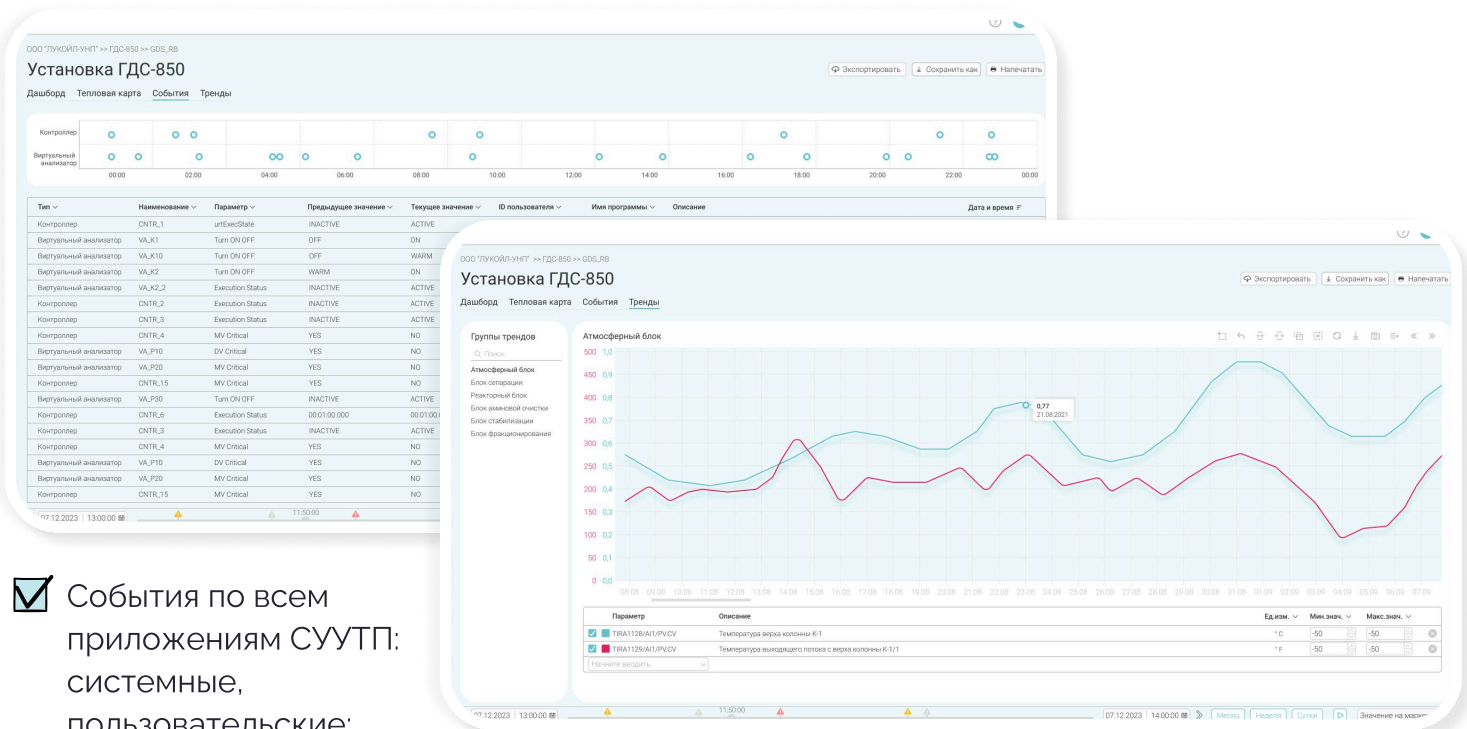 ООО "ЛУКОЙЛ-УНП" >> ГДС-850 >> GDS_RB
Установка ГДС-850
Экспортировать Сохранить как Напечатать
Дашборд Тепловая карта События Тренды
Контроллер
Виртуальный
анализатор
00:00 02:00 04:00 06:00 08:00 10:00 12:00 14:00 16:00 18:00 20:00 22:00 00:00
Тип Наименование Параметр Предыдущее значение Текущее значение ID пользователя Имя программы Описание Дата и время
Контроллер CNTR_1 urtExecState INACTIVE ACTIVE
Виртуальный анализатор VA_K1 Turn ON OFF OFF ON
Виртуальный анализатор VA_K10 Turn ON OFF OFF WARM
Виртуальный анализатор VA_K2 Turn ON OFF WARM ON
Виртуальный анализатор VA_K2_2 Execution Status INACTIVE ACTIVE
Контроллер CNTR_2 Execution Status INACTIVE ACTIVE
Контроллер CNTR_3 Execution Status INACTIVE ACTIVE
Контроллер CNTR_4 MV Critical YES NO
Виртуальный анализатор VA_P10 DV Critical YES NO
Виртуальный анализатор VA_P20 MV Critical YES NO
Контроллер CNTR_15 MV Critical YES NO
Виртуальный анализатор VA_P30 Turn ON OFF INACTIVE ACTIVE
Контроллер CNTR_6 Execution Status 00:01:00.000 00:01:00.
Контроллер CNTR_3 Execution Status INACTIVE ACTIVE
Контроллер CNTR_4 MV Critical YES NO
Виртуальный анализатор VA_P10 DV Critical YES NO
Виртуальный анализатор VA_P20 MV Critical YES NO
Контроллер CNTR_15 MV Critical YES NO
07.12.2023 13:00:00 11:50:00
ООО "ЛУКОЙЛ-УНП" >> ГДС-850 >> GDS_RB
Установка ГДС-850
Экспортировать Сохранить как Напечатать
Дашборд Тепловая карта События Тренды
Группы трендов
Поиск
Атмосферный блок
Блок сепарации
Реакторный блок
Блок аминовой очистки
Блок стабилизации
Блок фракционирования
Атмосферный блок
500 1,0
450 0,9
400 0,8
350 0,7
300 0,6
250 0,5
200 0,4
150 0,3
100 0,2
50 0,1
0 0,0
0,77
21.08.2021
08.08 09.08 10.08 11.08 12.08 13.08 14.08 15.08 16.08 17.08 18.08 19.08 20.08 21.08 22.08 23.08 24.08 25.08 26.08 27.08 28.08 29.08 30.08 31.08 01.09 02.09 03.09 04.09 05.09 06.09 07.09
Параметр Описание Ед.изм. Мин.знач. Макс.знач.
TIRA1128/AI1/PV.CV Температура верха колонны К-1 °C -50 -50
TIRA1129/AI1/PV.CV Температура выходящего потока с верха колонны К-1/1 °F -50 -50
Начните вводить
07.12.2023 13:00:00 11:50:00 07.12.2023 14:00:00 Месяц Неделя Сутки Значение на марке
События по всем
приложениям СУУТП:
системные,
пользовательские;